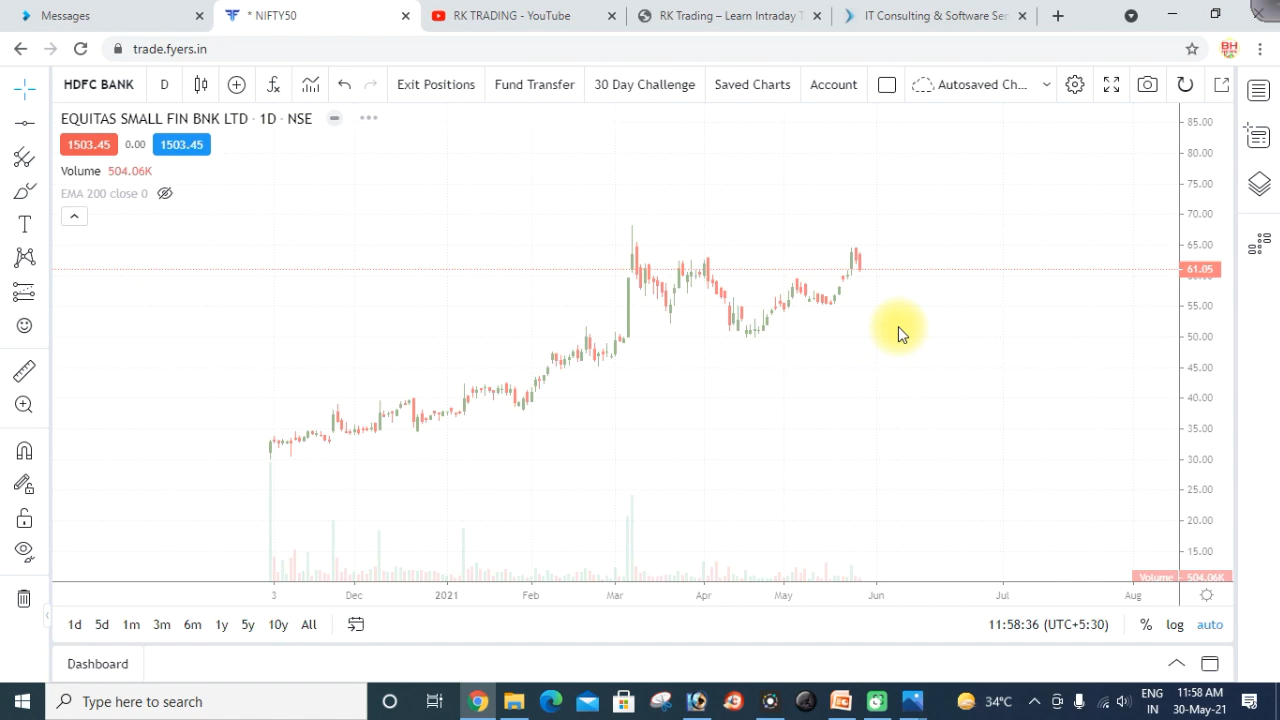 Messages
* NIFTY50
RK TRADING - YouTube
RK Trading – Learn Intraday T
IT Consulting & Software Ser
trade.fyers.in
HDFC BANK
D
Exit Positions
Fund Transfer
30 Day Challenge
Saved Charts
Account
Autosaved Ch...
EQUITAS SMALL FIN BNK LTD · 1D · NSE
1503.45 0.00 1503.45
Volume 504.06K
EMA 200 close 0
85.00
80.00
75.00
70.00
65.00
61.05
55.00
50.00
45.00
40.00
35.00
30.00
25.00
20.00
15.00
Volume 504.06K
3 Dec 2021 Feb Mar Apr May Jun Jul Aug
1d 5d 1m 3m 6m 1y 5y 10y All
11:58:36 (UTC+5:30) % log auto
Dashboard
Type here to search
34°C
ENG
IN
11:58 AM
30-May-21